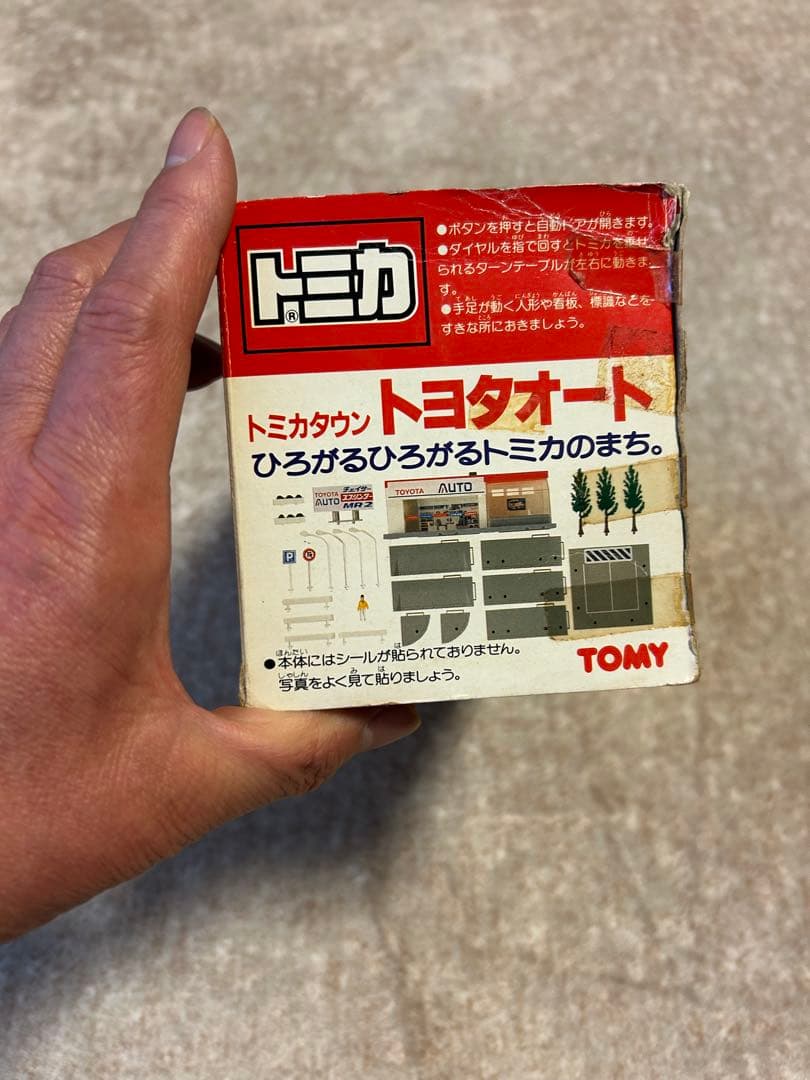 トミカ®
●ボタンを押すと自動ドアが開きます。
●ダイヤルを指で回すとトミカを乗せ
られるターンテーブルが左右に動きま
す。
●手足が動く人形や看板、標識などを
すきな所におきましょう。
トミカタウン トヨタオート
ひろがるひろがるトミカのまち。
TOYOTA
AUTO
チェイサー
スプリンター
MR2
TOYOTA AUTO
P
●本体にはシールが貼られておりません。
写真をよく見て貼りましょう。
TOMY